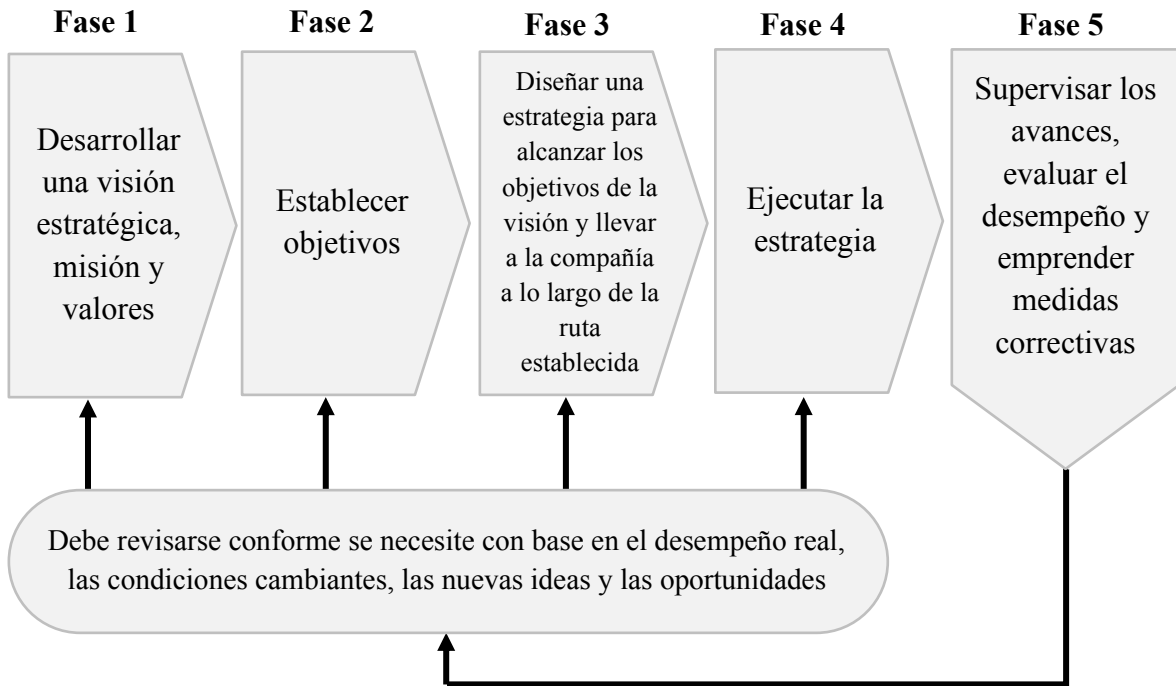 Fase 1
Fase 2
Fase 3
Fase 4
Fase 5
Desarrollar
una visión
estratégica,
misión y
valores
Establecer
objetivos
Diseñar una
estrategia para
alcanzar los
objetivos de la
visión y llevar
a la compañía
a lo largo de la
ruta
establecida
Ejecutar la
estrategia
Supervisar los
avances,
evaluar el
desempeño y
emprender
medidas
correctivas
Debe revisarse conforme se necesite con base en el desempeño real,
las condiciones cambiantes, las nuevas ideas y las oportunidades